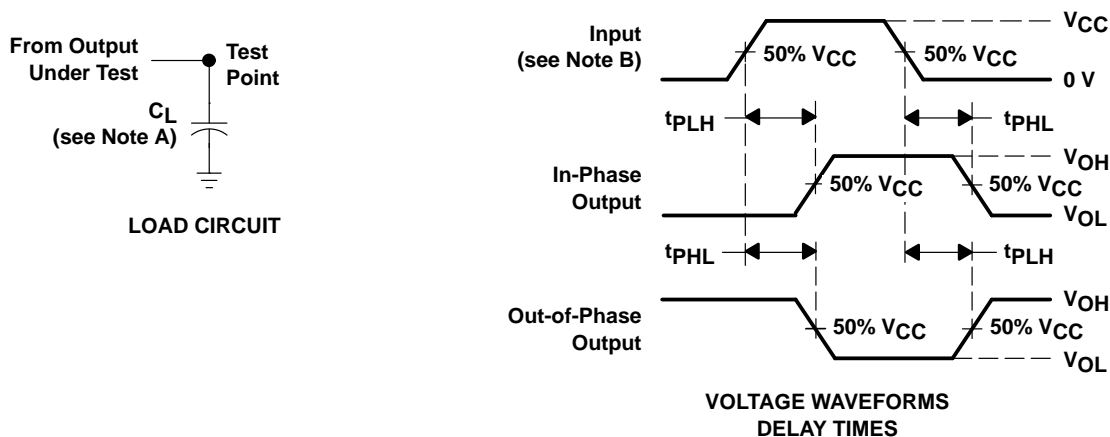 From Output
Under Test
Test
Point
CL
(see Note A)
LOAD CIRCUIT
Input
(see Note B)
50% VCC
50% VCC
VCC
0 V
tPLH
tPHL
In-Phase
Output
50% VCC
50% VCC
VOH
VOL
tPHL
tPLH
Out-of-Phase
Output
50% VCC
50% VCC
VOH
VOL
VOLTAGE WAVEFORMS
DELAY TIMES